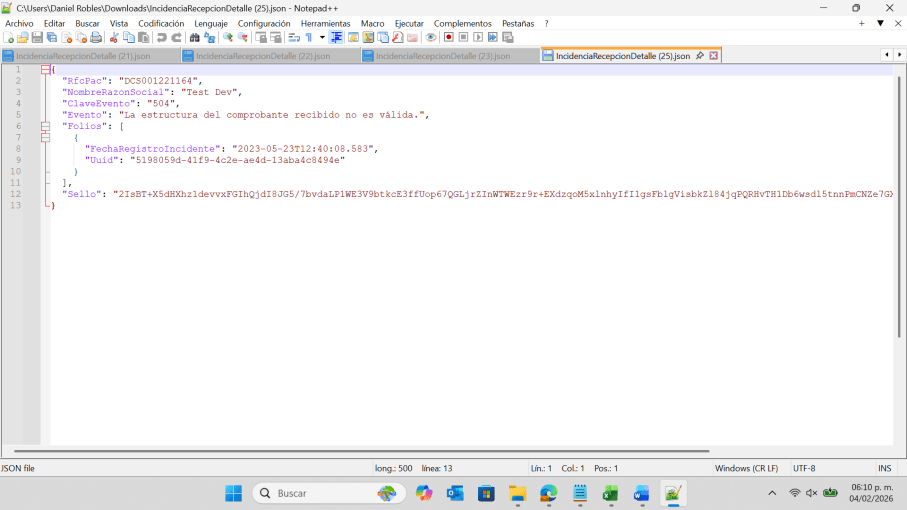 C:\Users\Daniel Robles\Downloads\IncidenciaRecepcionDetalle (25).json - Notepad++
Archivo Editar Buscar Vista Codificación Lenguaje Configuración Herramientas Macro Ejecutar Complementos Pestañas ?
IncidenciaRecepcionDetalle (21).json IncidenciaRecepcionDetalle (22).json IncidenciaRecepcionDetalle (23).json IncidenciaRecepcionDetalle (25).json
1 {
2 "RfcPac": "DCS001221164",
3 "NombreRazonSocial": "Test Dev",
4 "ClaveEvento": "504",
5 "Evento": "La estructura del comprobante recibido no es válida.",
6 "Folios": [
7 {
8 "FechaRegistroIncidente": "2023-05-23T12:40:08.583",
9 "Uuid": "5198059d-41f9-4c2e-ae4d-13aba4c8494e"
10 }
11 ],
12 "Sello":
13 }
JSON file long.: 500 línea: 13 Lín.: 1 Col.: 1 Pos.: 1 Windows (CR LF) UTF-8 INS
Buscar
06:10 p. m.
04/02/2026